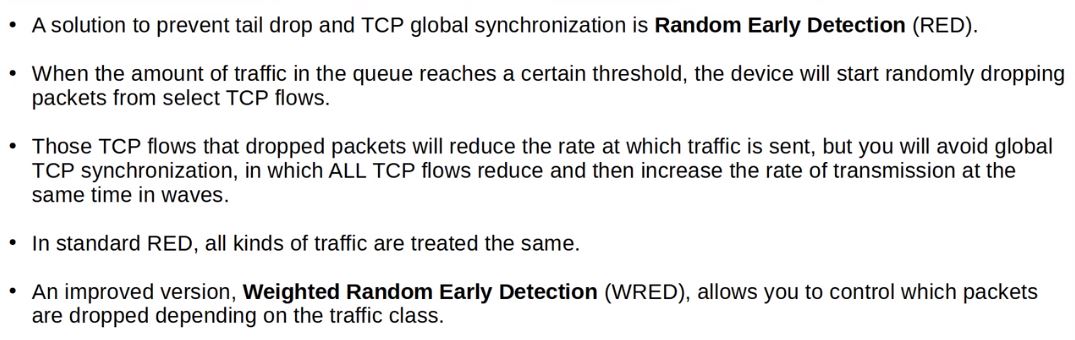 • A solution to prevent tail drop and TCP global synchronization is Random Early Detection (RED).
• When the amount of traffic in the queue reaches a certain threshold, the device will start randomly dropping
packets from select TCP flows.
• Those TCP flows that dropped packets will reduce the rate at which traffic is sent, but you will avoid global
TCP synchronization, in which ALL TCP flows reduce and then increase the rate of transmission at the
same time in waves.
• In standard RED, all kinds of traffic are treated the same.
• An improved version, Weighted Random Early Detection (WRED), allows you to control which packets
are dropped depending on the traffic class.